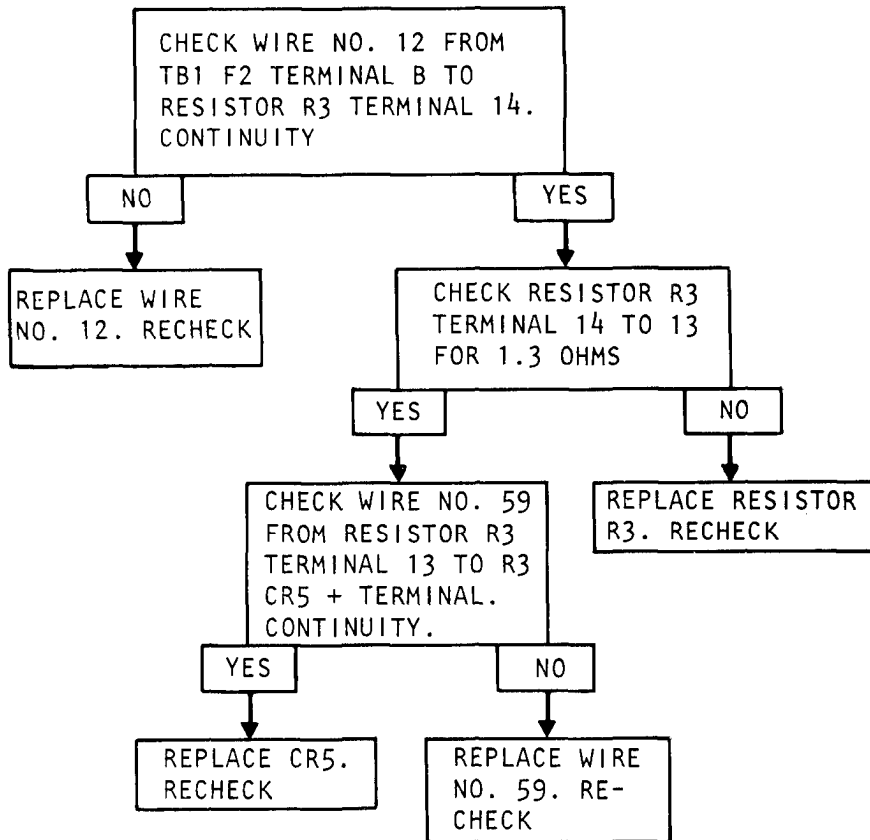 CHECK WIRE NO. 12 FROM
TB1 F2 TERMINAL B TO
RESISTOR R3 TERMINAL 14.
CONTINUITY
NO
YES
REPLACE WIRE
NO. 12. RECHECK
CHECK RESISTOR R3
TERMINAL 14 TO 13
FOR 1.3 OHMS
YES
NO
CHECK WIRE NO. 59
FROM RESISTOR R3
TERMINAL 13 TO R3
CR5 + TERMINAL.
CONTINUITY.
REPLACE RESISTOR
R3. RECHECK
YES
NO
REPLACE CR5.
RECHECK
REPLACE WIRE
NO. 59. RE-
CHECK